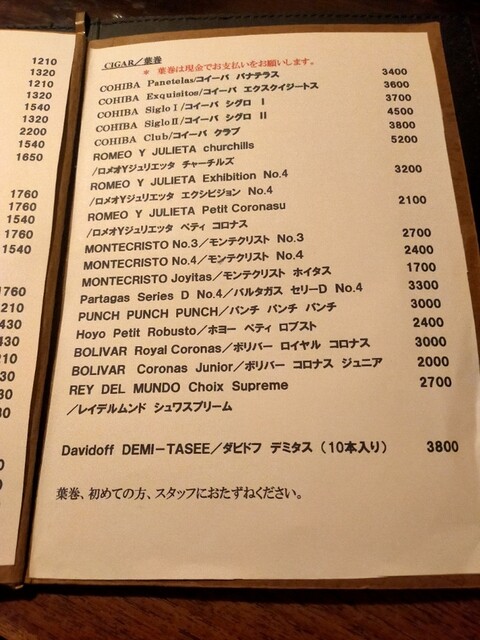 1210
1320
1210
1320
1540
1320
2200
1540
1650
1760
1760
1540
1760
1540
1760
210
430
430
210
30
30
30
CIGAR／葉巻
* 葉巻は現金でお支払いをお願いします。
COHIBA Panetelas/コイーバ パナテラス 3400
COHIBA Exquisitos/コイーバ エクスクイジートス 3600
COHIBA SigloⅠ/コイーバ シグロ Ⅰ 3700
COHIBA SigloⅡ/コイーバ シグロ Ⅱ 4500
COHIBA Club/コイーバ クラブ 3800
ROMEO Y JULIETA churchills 5200
/ロメオYジュリエッタ チャーチルズ
ROMEO Y JULIETA Exhibition No.4 3200
/ロメオYジュリエッタ エクシビジョン No.4
ROMEO Y JULIETA Petit Coronasu 2100
/ロメオYジュリエッタ ペティ コロナス
MONTECRISTO No.3／モンテクリスト No.3 2700
MONTECRISTO No.4／モンテクリスト No.4 2400
MONTECRISTO Joyitas／モンテクリスト ホイタス 1700
Partagas Series D No.4／パルタガス セリーD No.4 3300
PUNCH PUNCH PUNCH／パンチ パンチ パンチ 3000
Hoyo Petit Robusto／ホヨー ペティ ロブスト 2400
BOLIVAR Royal Coronas／ボリバー ロイヤル コロナス 3000
BOLIVAR Coronas Junior／ボリバー コロナス ジュニア 2000
REY DEL MUNDO Choix Supreme 2700
/レイデルムンド シュワスプリーム
Davidoff DEMI－TASEE／ダビドフ デミタス（10本入り） 3800
葉巻、初めての方、スタッフにおたずねください。